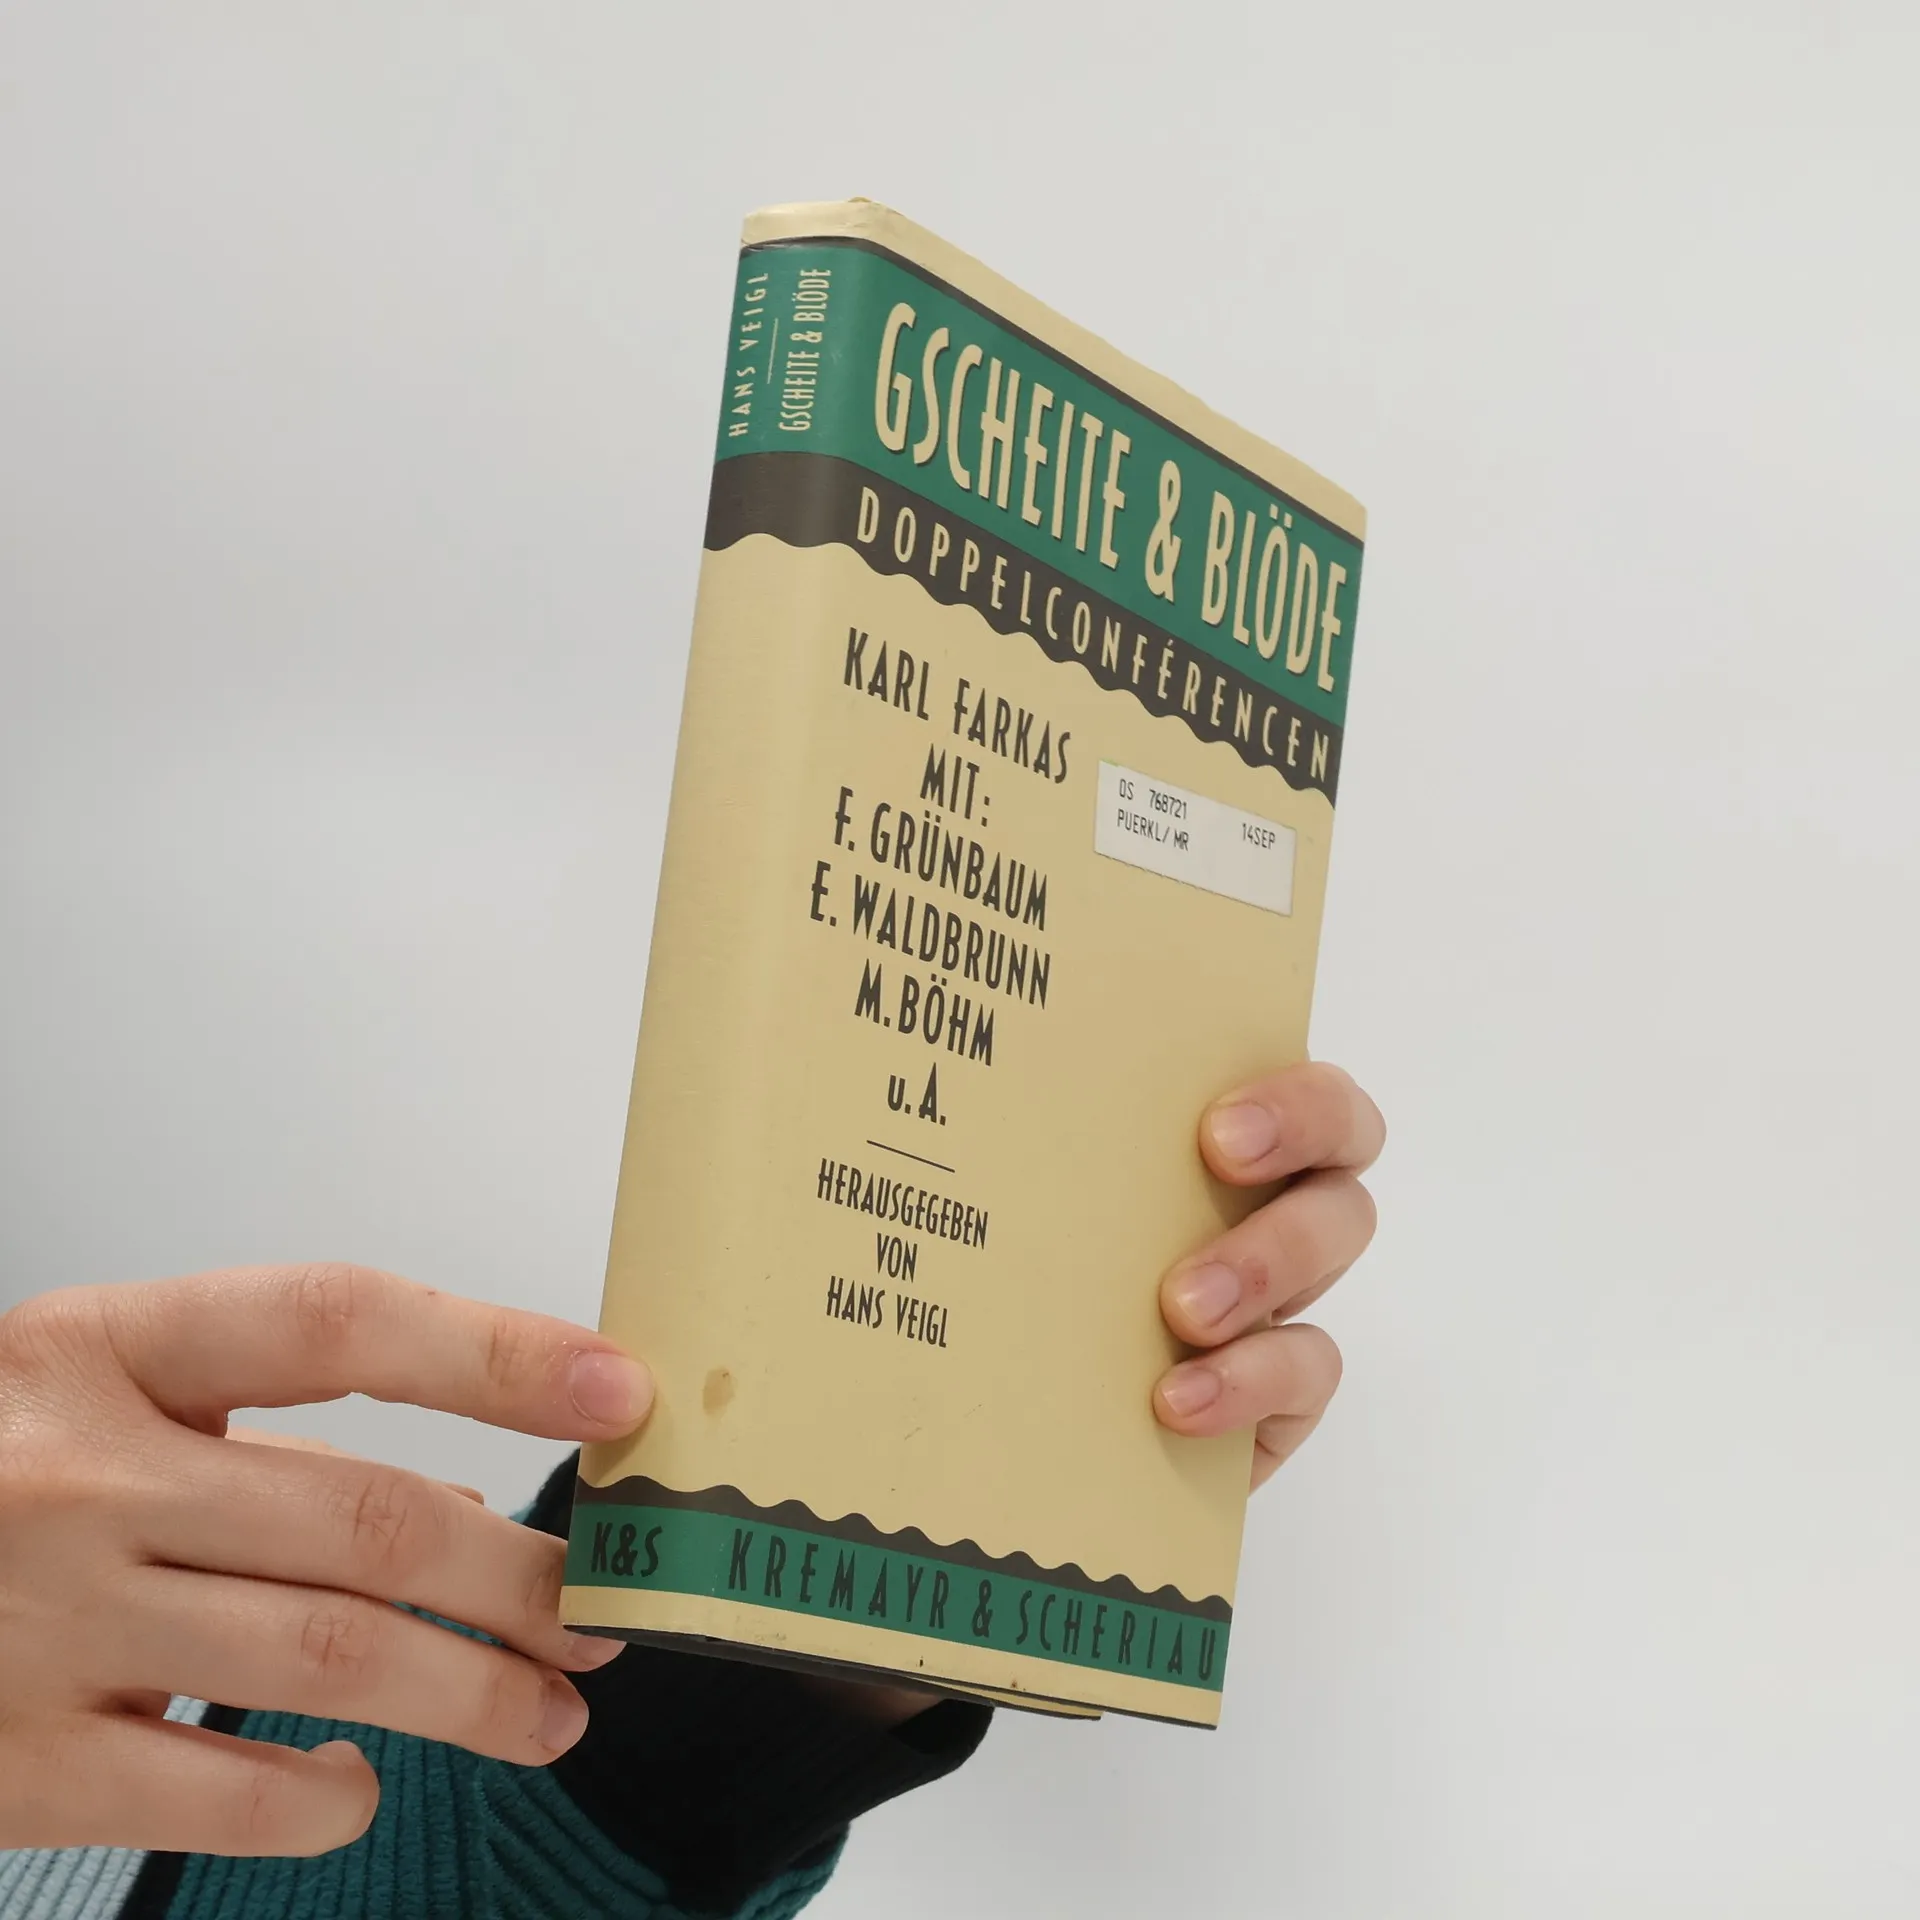 HANS VEIGL
GSCHEITE & BLÖDE
GSCHEITE & BLÖDE
DOPPELCONFÉRENCEN
KARL FARKAS
MIT:
F. GRÜNBAUM
E. WALDBRUNN
M. BÖHM
u. A.
OS 768721 14SEP
PUERKL/ MR
HERAUSGEGEBEN
VON
HANS VEIGL
K&S
KREMAYR & SCHERIAU